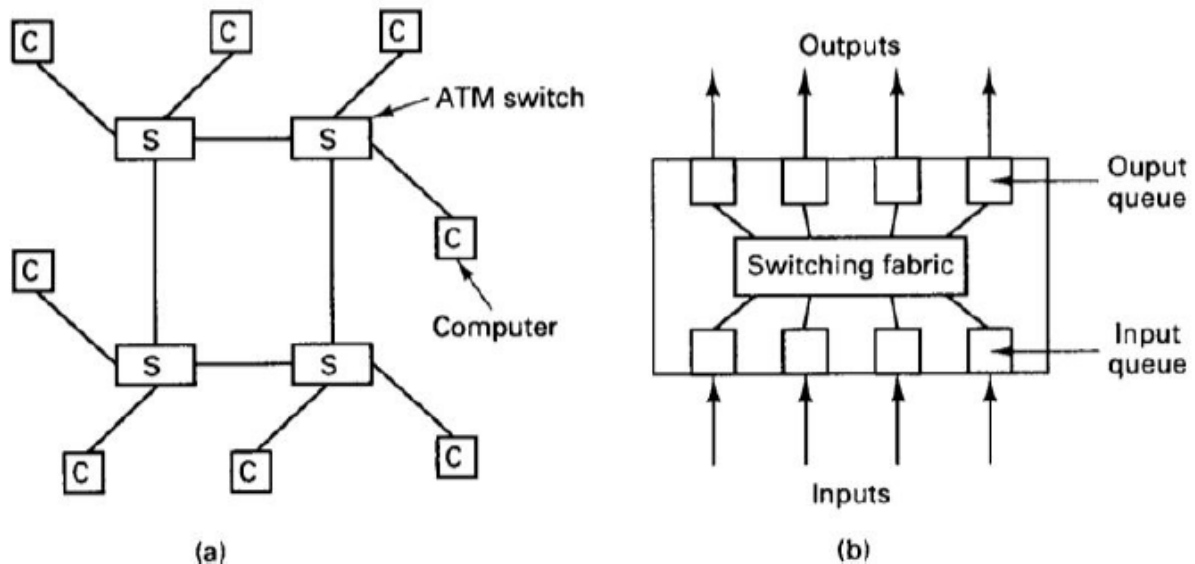 C
C
C
ATM switch
S
S
C
C
Computer
S
S
C
C
C
(a)
Outputs
Ouput
queue
Switching fabric
Input
queue
Inputs
(b)